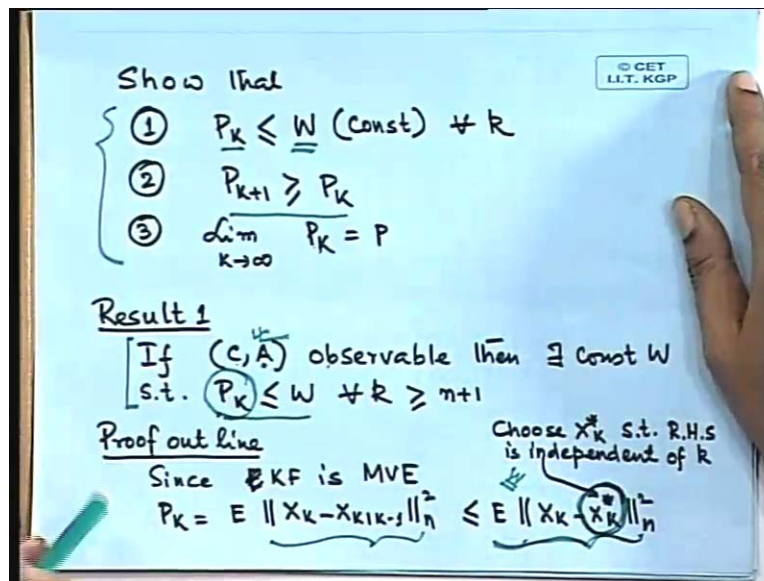 Show that
© CET
I.I.T. KGP
① P_K ≤ W (Const) ∀ k
② P_{K+1} ≥ P_K
③ Lim_{K→∞} P_K = P
Result 1
If (C, A) observable then ∃ const W
s.t. P_K ≤ W ∀ k ≥ n+1
Proof out line
Choose X*_K s.t. R.H.S
is independent of k
Since KF is MVE
P_K = E ‖X_K - X_{K|K-1}‖²_n ≤ E ‖X_K - X*_K‖²_n